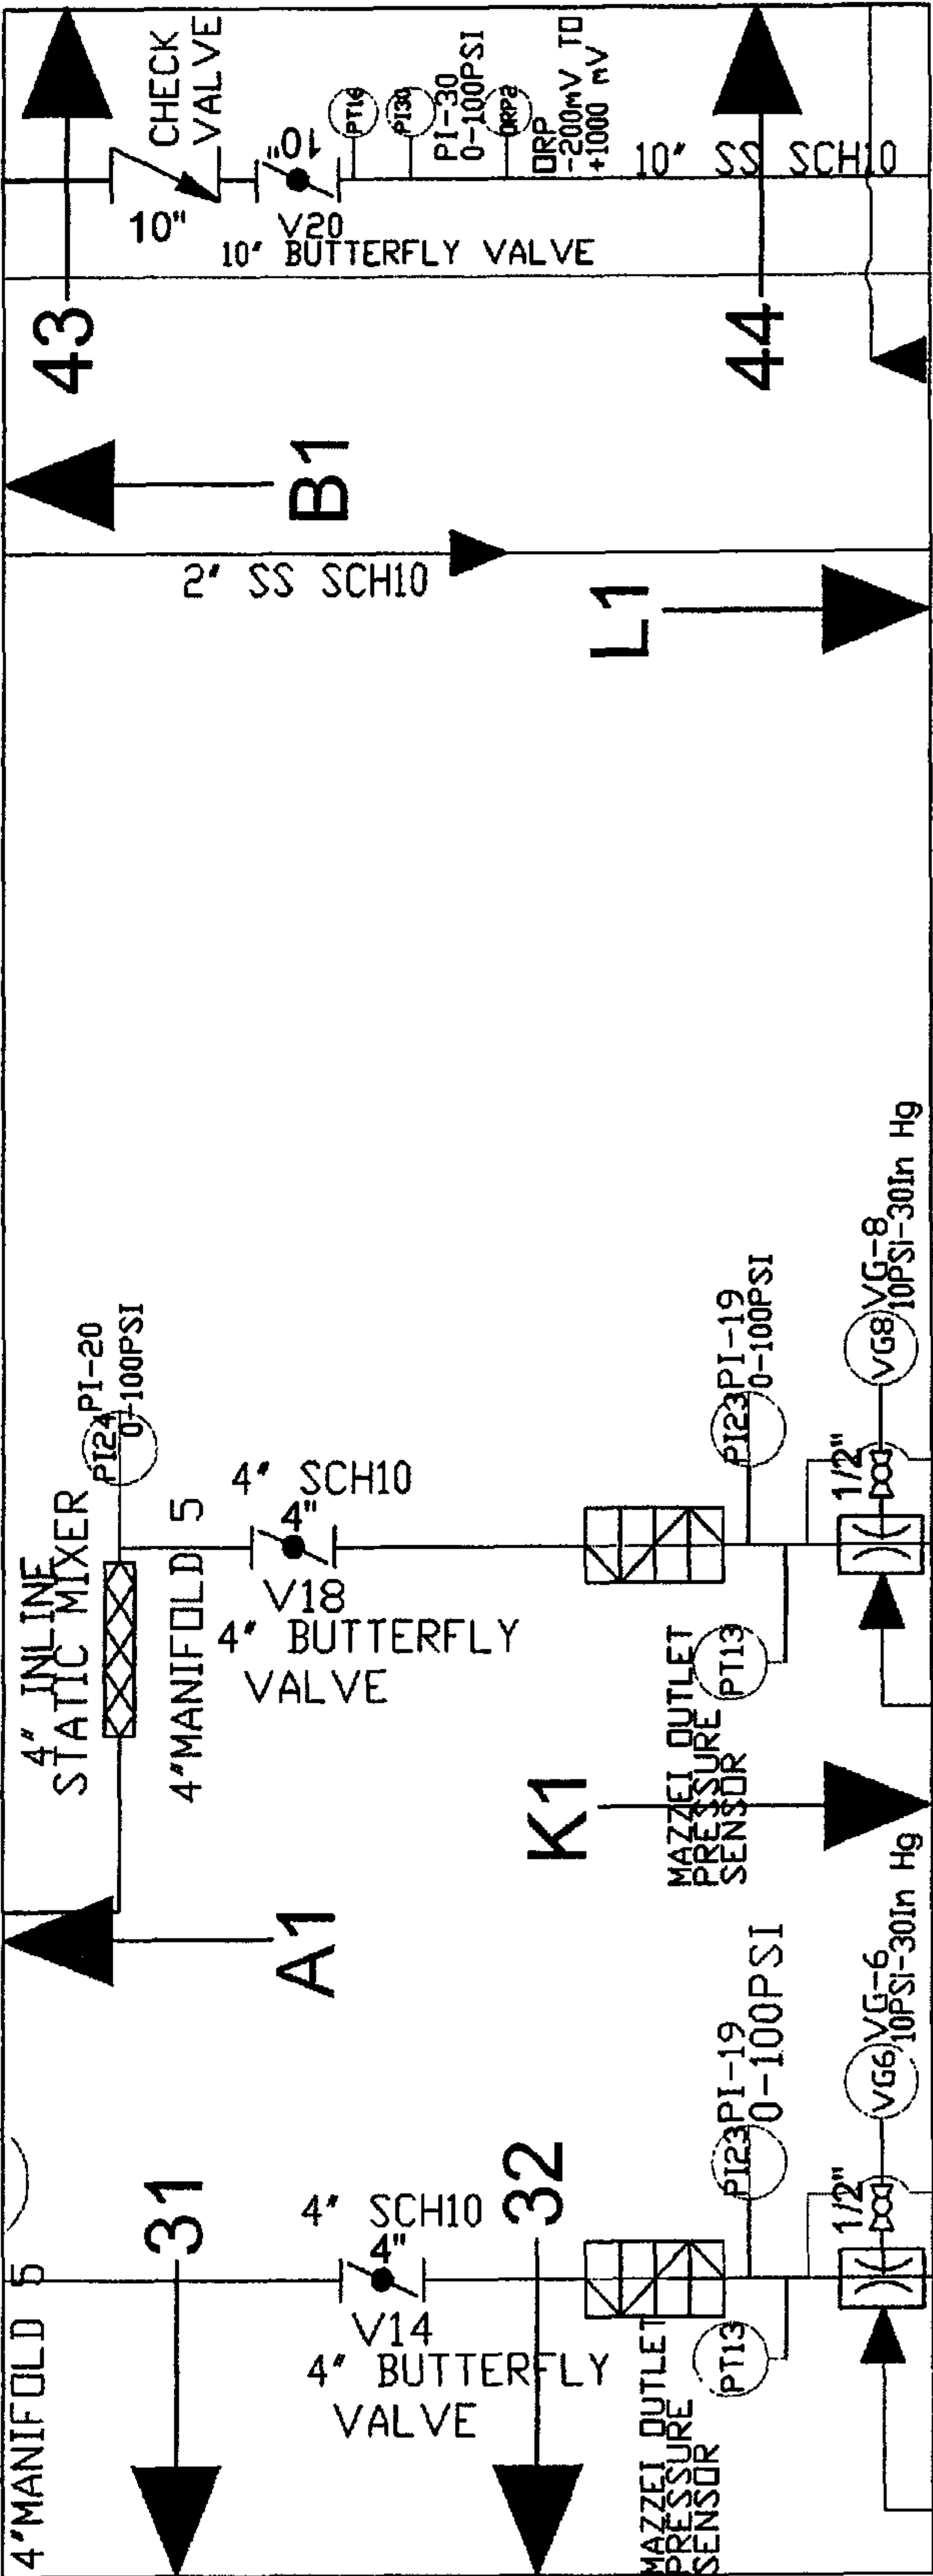 CHECK
VALVE
10"
10"
V20
10" BUTTERFLY VALVE
PT16
PI30
PI-30
0-100PSI
ORP2
ORP
-200mV TO
+1000 mV
10" SS SCH10
43
44
B1
2" SS SCH10
L1
PI24
PI-20
0-100PSI
4" INLINE
STATIC MIXER
4"MANIFOLD 5
4" SCH10
4"
V18
4" BUTTERFLY
VALVE
PI23
PI-19
0-100PSI
VG8
VG-8
10PSI-30In Hg
1/2"
MAZZEI OUTLET
PRESSURE
SENSOR
PT13
K1
A1
31
32
4"MANIFOLD 5
4" SCH10
4"
V14
4" BUTTERFLY
VALVE
PI23
PI-19
0-100PSI
VG6
VG-6
10PSI-30In Hg
1/2"
MAZZEI OUTLET
PRESSURE
SENSOR
PT13